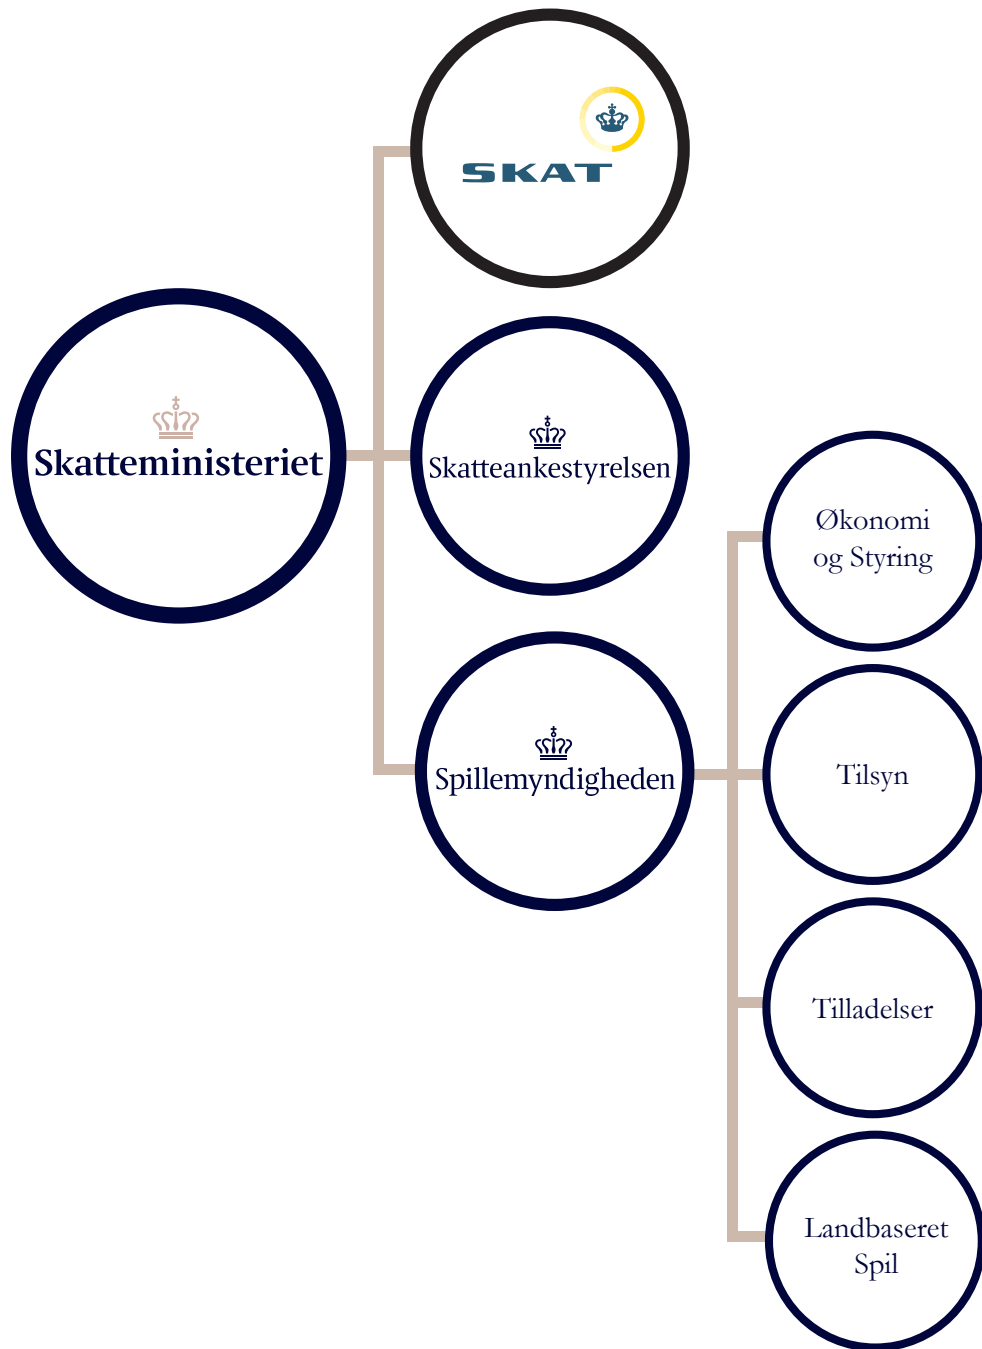 SKAT
Skatteministeriet
Skatteankestyrelsen
Spillemyndigheden
Økonomi
og Styring
Tilsyn
Tilladelser
Landbaseret
Spil